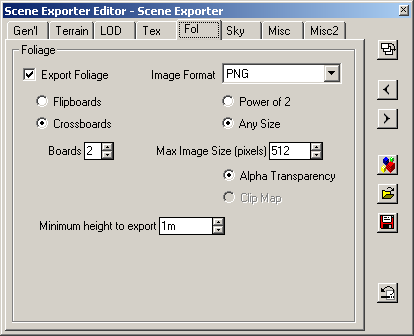 Scene Exporter Editor - Scene Exporter
Gen'l Terrain LOD Tex Fol Sky Misc Misc2
Foliage
Export Foliage Image Format PNG
Flipboards Power of 2
Crossboards Any Size
Boards 2 Max Image Size (pixels) 512
Alpha Transparency
Clip Map
Minimum height to export 1m